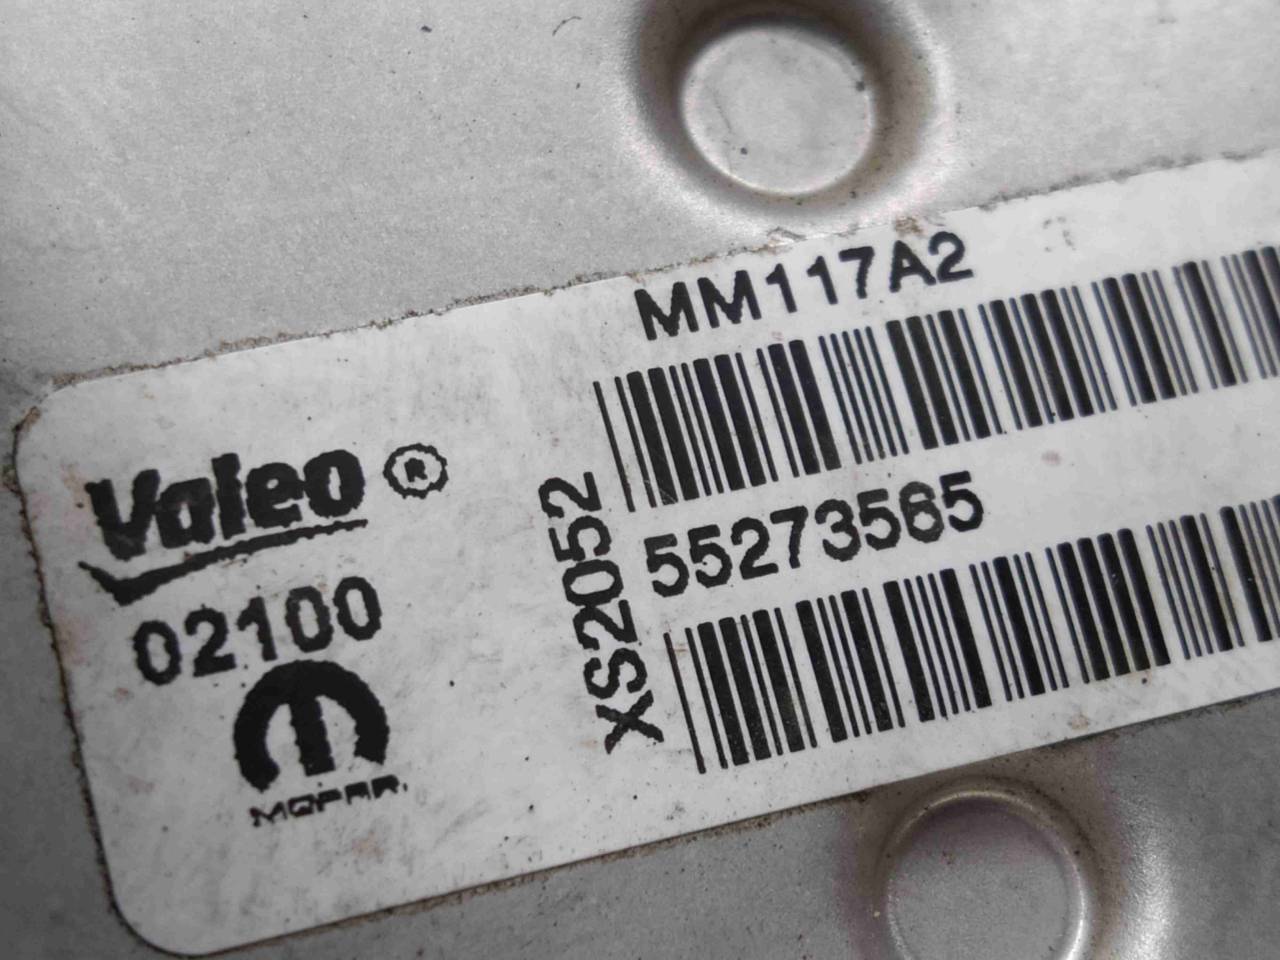 MM117A2
Valeo®
02100
MOPAR.
XS2052
55273565